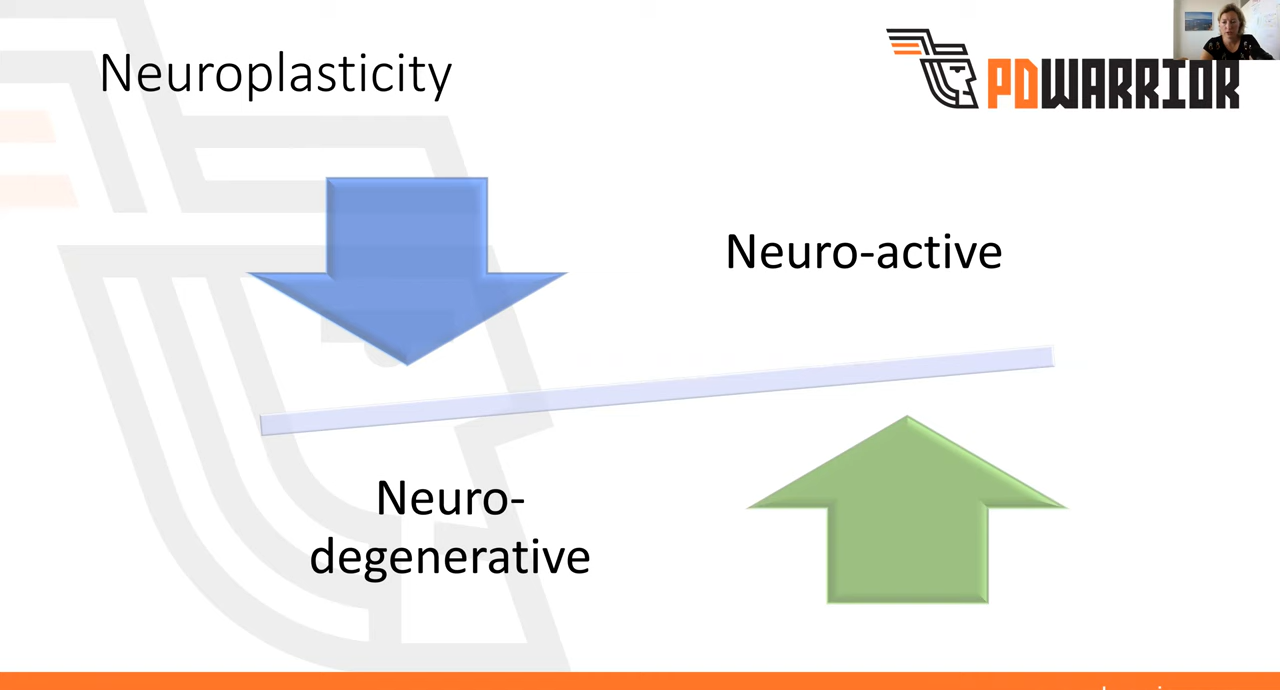 Neuroplasticity
PDWARRIOR
Neuro-active
Neuro-
degenerative